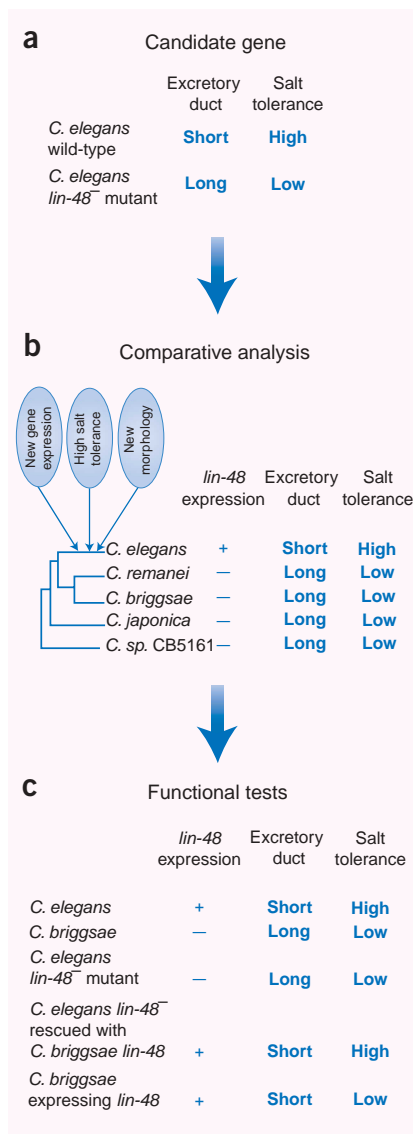 a
Candidate gene
Excretory duct Salt tolerance
C. elegans wild-type Short High
C. elegans lin-48⁻ mutant Long Low
b
Comparative analysis
New gene expression
High salt tolerance
New morphology
lin-48 expression Excretory duct Salt tolerance
C. elegans + Short High
C. remanei — Long Low
C. briggsae — Long Low
C. japonica — Long Low
C. sp. CB5161 — Long Low
c
Functional tests
lin-48 expression Excretory duct Salt tolerance
C. elegans + Short High
C. briggsae — Long Low
C. elegans
lin-48⁻ mutant — Long Low
C. elegans lin-48⁻
rescued with
C. briggsae lin-48 + Short High
C. briggsae
expressing lin-48 + Short Low